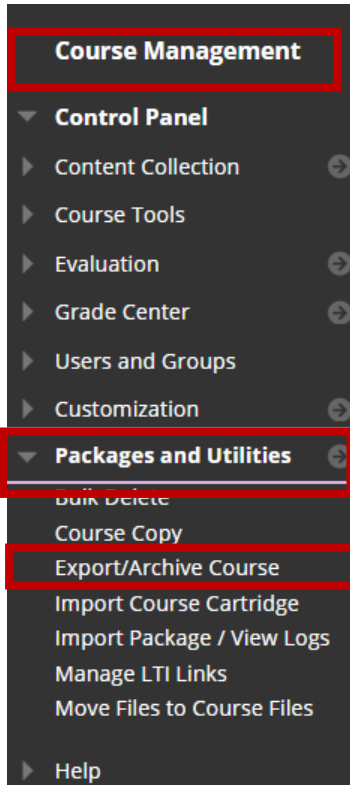 Course Management
Control Panel
Content Collection
Course Tools
Evaluation
Grade Center
Users and Groups
Customization
Packages and Utilities
Bulk Delete
Course Copy
Export/Archive Course
Import Course Cartridge
Import Package / View Logs
Manage LTI Links
Move Files to Course Files
Help